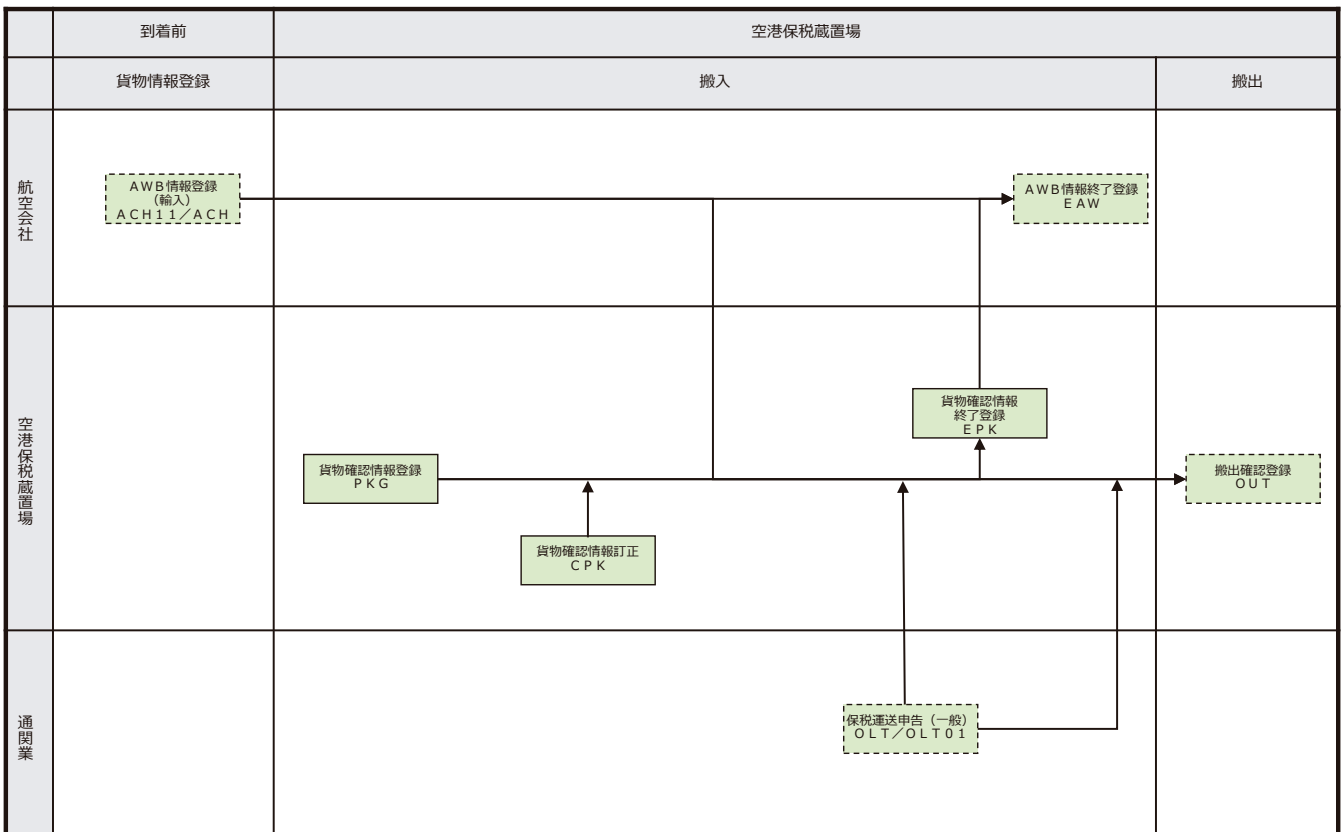 到着前
空港保税蔵置場
貨物情報登録
搬入
搬出
航空会社
AWB情報登録
(輸入)
ACH11/ACH
AWB情報終了登録
EAW
空港保税蔵置場
貨物確認情報
終了登録
EPK
貨物確認情報登録
PKG
搬出確認登録
OUT
貨物確認情報訂正
CPK
通関業
保税運送申告(一般)
OLT/OLT01